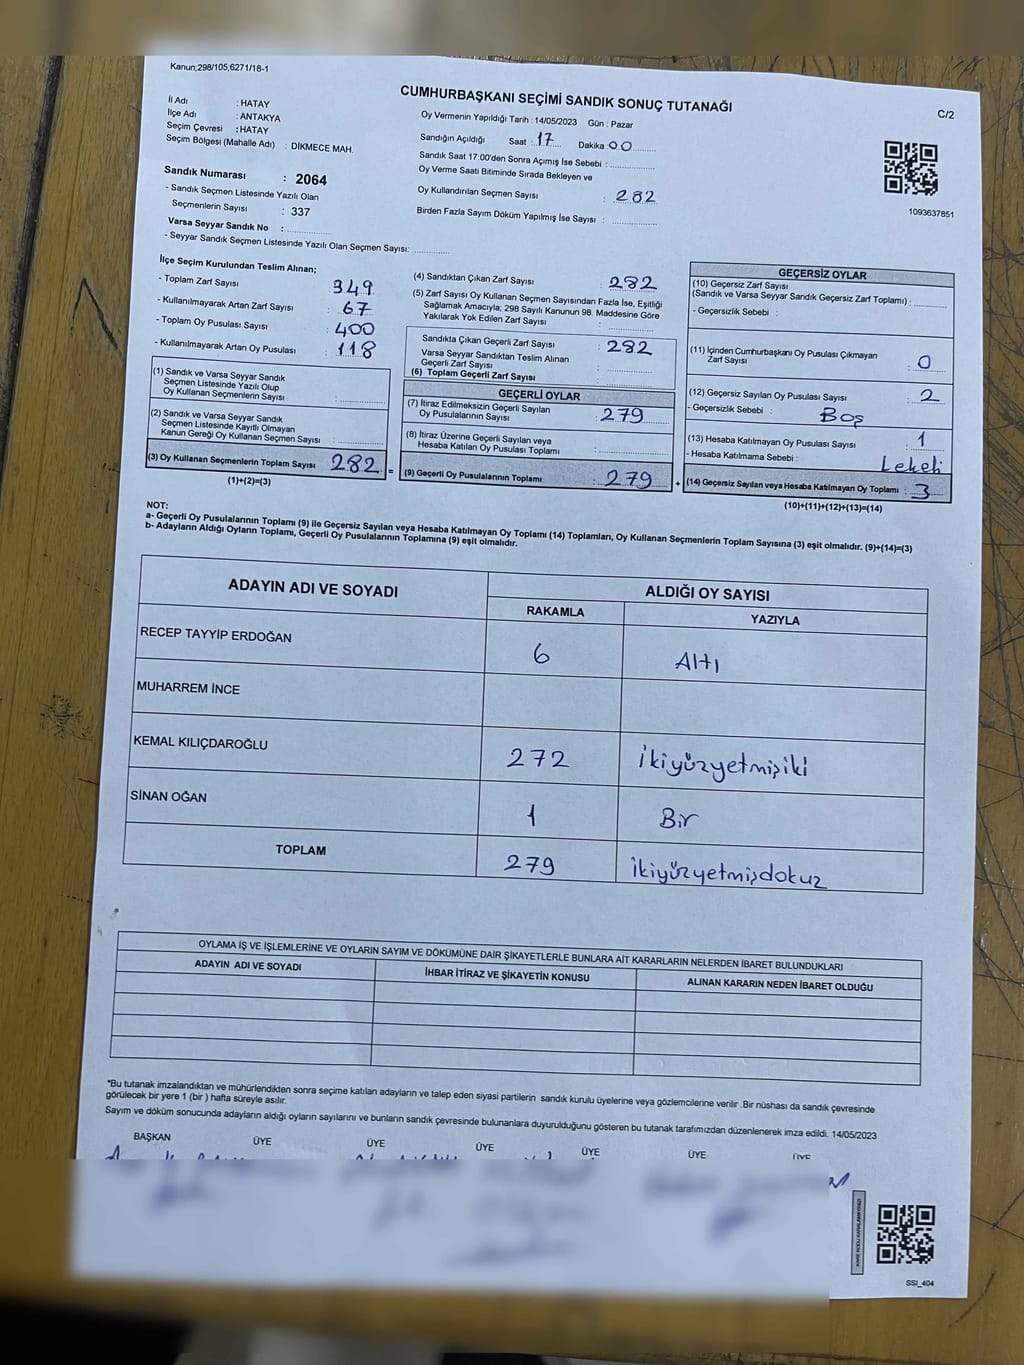 Kanun;298/105,6271/18-1
CUMHURBAŞKANI SEÇİMİ SANDIK SONUÇ TUTANAĞI
C/2
İl Adı : HATAY
İlçe Adı : ANTAKYA
Seçim Çevresi : HATAY
Seçim Bölgesi (Mahalle Adı) : DİKMECE MAH.
Oy Vermenin Yapıldığı Tarih : 14/05/2023 Gün : Pazar
Sandığın Açıldığı Saat : 17 Dakika 00
Sandık Saat 17:00'den Sonra Açımış İse Sebebi :
Oy Verme Saati Bitiminde Sırada Bekleyen ve
Oy Kullandırılan Seçmen Sayısı : 282
Birden Fazla Sayım Döküm Yapılmış İse Sayısı :
1093637851
Sandık Numarası : 2064
- Sandık Seçmen Listesinde Yazılı Olan
Seçmenlerin Sayısı : 337
Varsa Seyyar Sandık No :
- Seyyar Sandık Seçmen Listesinde Yazılı Olan Seçmen Sayısı:
İlçe Seçim Kurulundan Teslim Alınan;
- Toplam Zarf Sayısı : 349
- Kullanılmayarak Artan Zarf Sayısı : 67
- Toplam Oy Pusulası Sayısı : 400
- Kullanılmayarak Artan Oy Pusulası : 118
(1) Sandık ve Varsa Seyyar Sandık
Seçmen Listesinde Yazılı Olup
Oy Kullanan Seçmenlerin Sayısı :
(2) Sandık ve Varsa Seyyar Sandık
Seçmen Listesinde Kayıtlı Olmayan
Kanun Gereği Oy Kullanan Seçmen Sayısı :
(3) Oy Kullanan Seçmenlerin Toplam Sayısı : 282
(1)+(2)=(3)
=
(4) Sandıktan Çıkan Zarf Sayısı : 282
(5) Zarf Sayısı Oy Kullanan Seçmen Sayısından Fazla İse, Eşitliği
Sağlamak Amacıyla; 298 Sayılı Kanunun 98. Maddesine Göre
Yakılarak Yok Edilen Zarf Sayısı :
Sandıkta Çıkan Geçerli Zarf Sayısı : 282
Varsa Seyyar Sandıktan Teslim Alınan
Geçerli Zarf Sayısı :
(6) Toplam Geçerli Zarf Sayısı :
GEÇERLİ OYLAR
(7) İtiraz Edilmeksizin Geçerli Sayılan
Oy Pusulalarının Sayısı : 279
(8) İtiraz Üzerine Geçerli Sayılan veya
Hesaba Katılan Oy Pusulası Toplamı :
(9) Geçerli Oy Pusulalarının Toplamı : 279
+
GEÇERSİZ OYLAR
(10) Geçersiz Zarf Sayısı
(Sandık ve Varsa Seyyar Sandık Geçersiz Zarf Toplamı) :
- Geçersizlik Sebebi :
(11) İçinden Cumhurbaşkanı Oy Pusulası Çıkmayan
Zarf Sayısı : 0
(12) Geçersiz Sayılan Oy Pusulası Sayısı : 2
- Geçersizlik Sebebi : Boş
(13) Hesaba Katılmayan Oy Pusulası Sayısı : 1
- Hesaba Katılmama Sebebi : Lekeli
(14) Geçersiz Sayılan veya Hesaba Katılmayan Oy Toplamı : 3
(10)+(11)+(12)+(13)=(14)
NOT:
a- Geçerli Oy Pusulalarının Toplamı (9) ile Geçersiz Sayılan veya Hesaba Katılmayan Oy Toplamı (14) Toplamları, Oy Kullanan Seçmenlerin Toplam Sayısına (3) eşit olmalıdır. (9)+(14)=(3)
b- Adayların Aldığı Oyların Toplamı, Geçerli Oy Pusulalarının Toplamına (9) eşit olmalıdır.
ADAYIN ADI VE SOYADI
ALDIĞI OY SAYISI
RAKAMLA YAZIYLA
RECEP TAYYİP ERDOĞAN 6 Altı
MUHARREM İNCE
KEMAL KILIÇDAROĞLU 272 İkiyüzyetmişiki
SİNAN OĞAN 1 Bir
TOPLAM 279 İkiyüzyetmişdokuz
OYLAMA İŞ VE İŞLEMLERİNE VE OYLARIN SAYIM VE DÖKÜMÜNE DAİR ŞİKAYETLERLE BUNLARA AİT KARARLARIN NELERDEN İBARET BULUNDUKLARI
ADAYIN ADI VE SOYADI İHBAR İTİRAZ VE ŞİKAYETİN KONUSU ALINAN KARARIN NEDEN İBARET OLDUĞU
*Bu tutanak imzalandıktan ve mühürlendikten sonra seçime katılan adayların ve talep eden siyasi partilerin sandık kurulu üyelerine veya gözlemcilerine verilir .Bir nüshası da sandık çevresinde
görülecek bir yere 1 (bir ) hafta süreyle asılır.
Sayım ve döküm sonucunda adayların aldığı oyların sayılarını ve bunların sandık çevresinde bulunanlara duyurulduğunu gösteren bu tutanak tarafımızdan düzenlenerek imza edildi. 14/05/2023
BAŞKAN ÜYE ÜYE ÜYE ÜYE ÜYE ÜYE
SSI_404